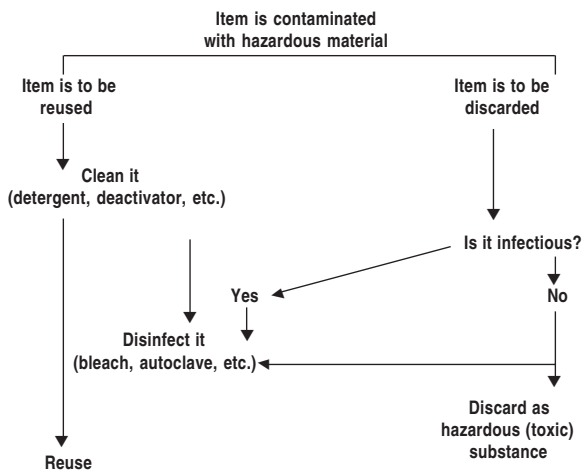 Item is contaminated
with hazardous material
Item is to be
reused
Item is to be
discarded
Clean it
(detergent, deactivator, etc.)
Is it infectious?
Yes
No
Disinfect it
(bleach, autoclave, etc.)
Discard as
hazardous (toxic)
substance
Reuse